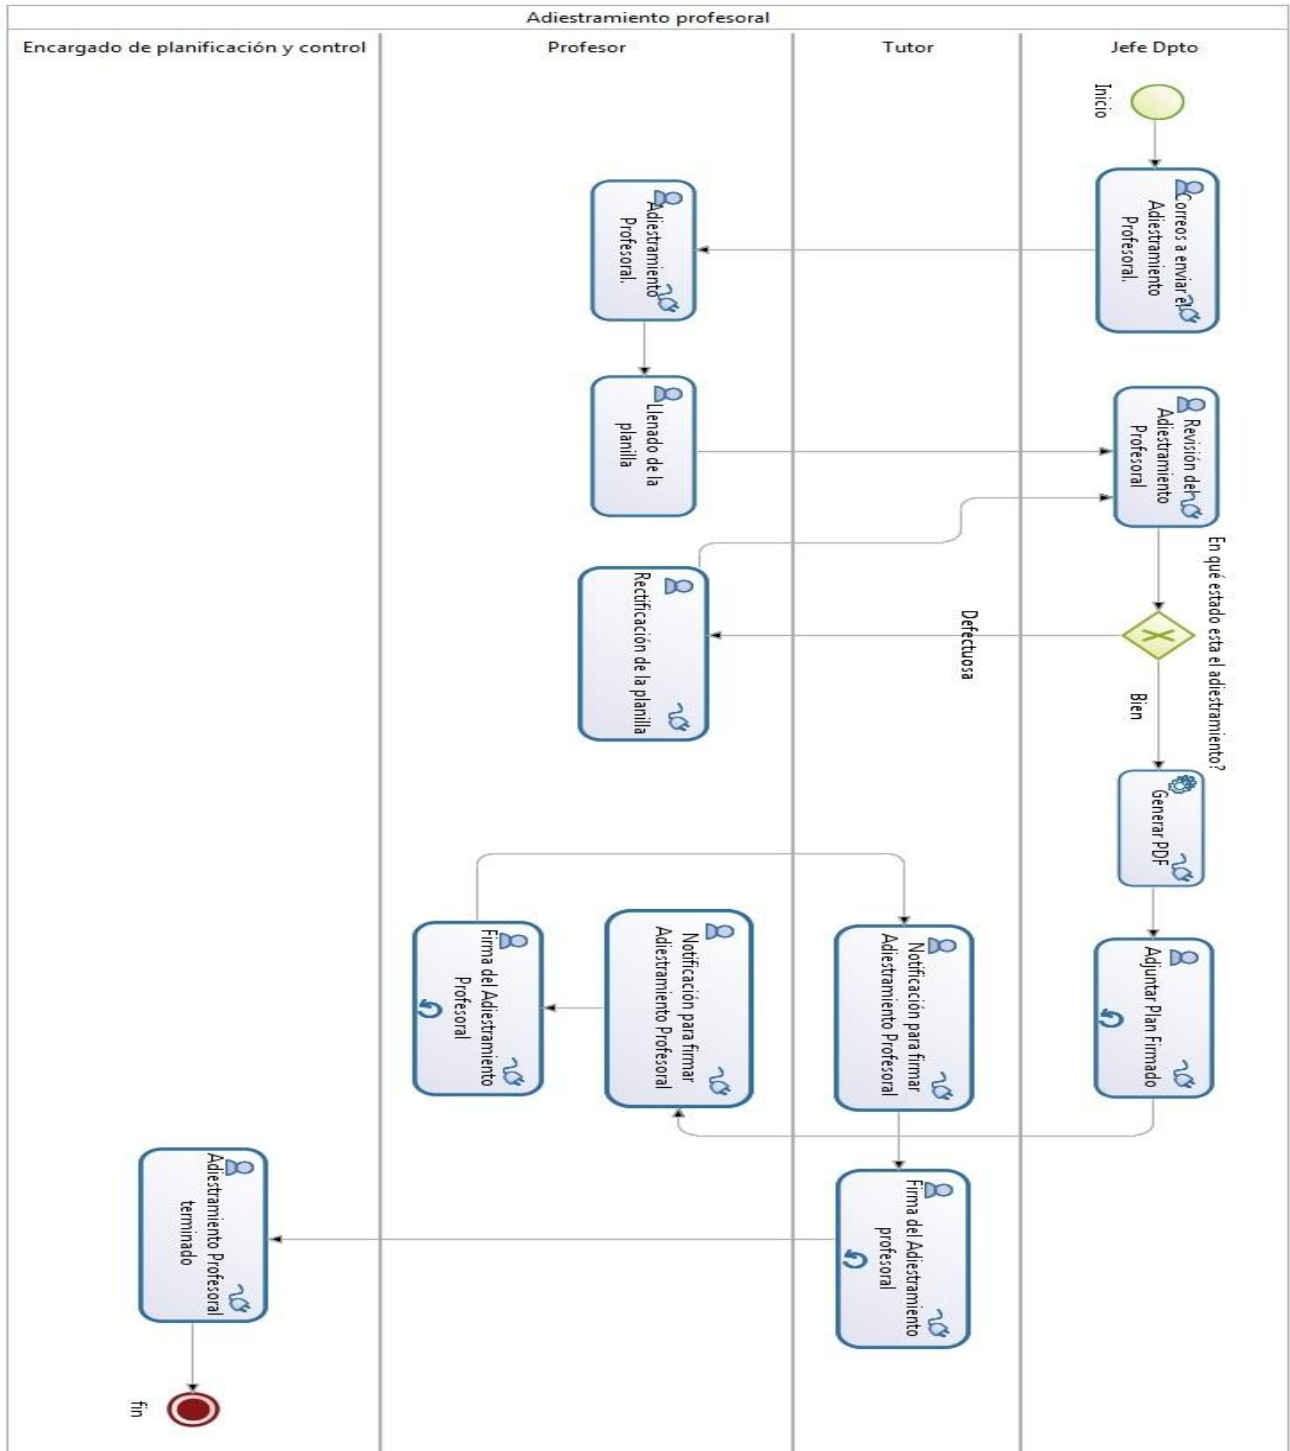 Adiestramiento profesoral
Encargado de planificación y control
Profesor
Tutor
Jefe Dpto
Inicio
Correos a enviar el
Adiestramiento
Profesoral.
Adiestramiento
Profesoral.
Llenado de la
planilla
Revisión del
Adiestramiento
Profesoral
En qué estado esta el adiestramiento?
Defectuosa
Bien
Rectificación de la planilla
Generar PDF
Adjuntar Plan Firmado
Notificación para firmar
Adiestramiento Profesoral
Firma del Adiestramiento
Profesoral
Notificación para firmar
Adiestramiento Profesoral
Firma del Adiestramiento
profesoral
Adiestramiento Profesoral
terminado
fin